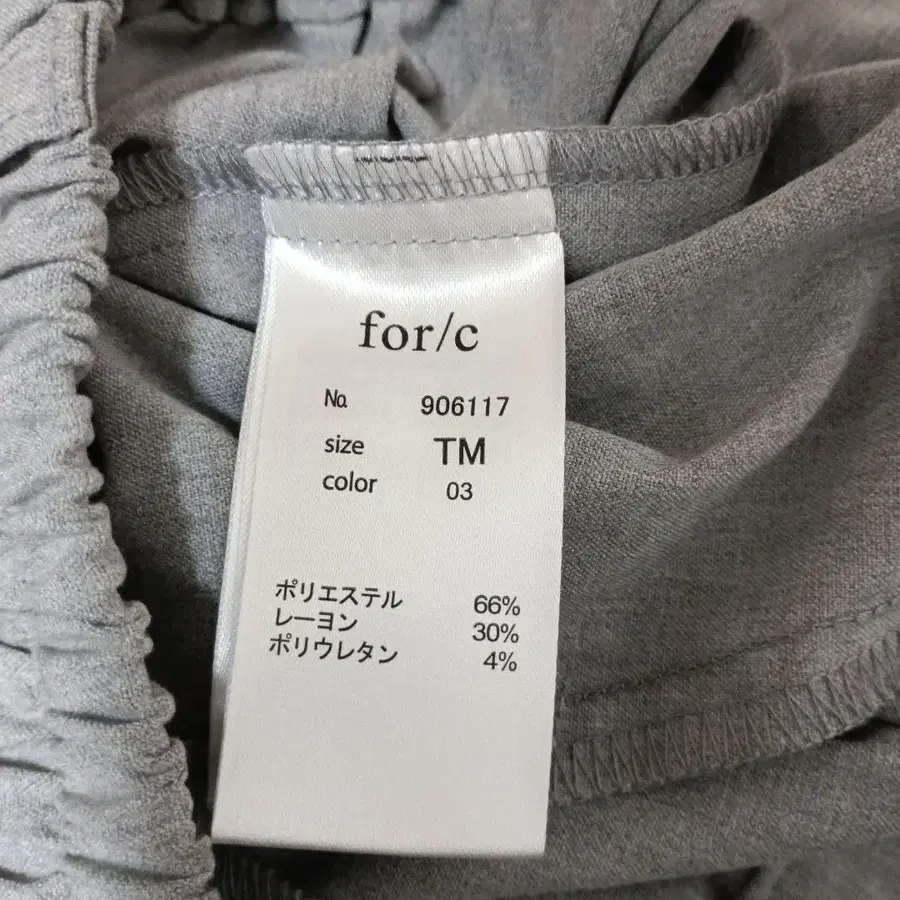 for/c
№ 906117
size TM
color 03
ポリエステル 66%
レーヨン 30%
ポリウレタン 4%